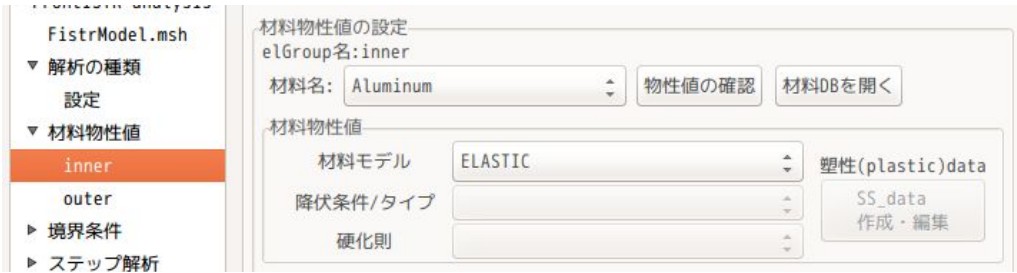 FistrModel.msh
▼ 解析の種類
設定
▼ 材料物性値
inner
outer
▶ 境界条件
▶ ステップ解析
材料物性値の設定
elGroup名:inner
材料名: Aluminum 物性値の確認 材料DBを開く
材料物性値
材料モデル ELASTIC 塑性(plastic)data
降伏条件/タイプ SS_data
作成・編集
硬化則